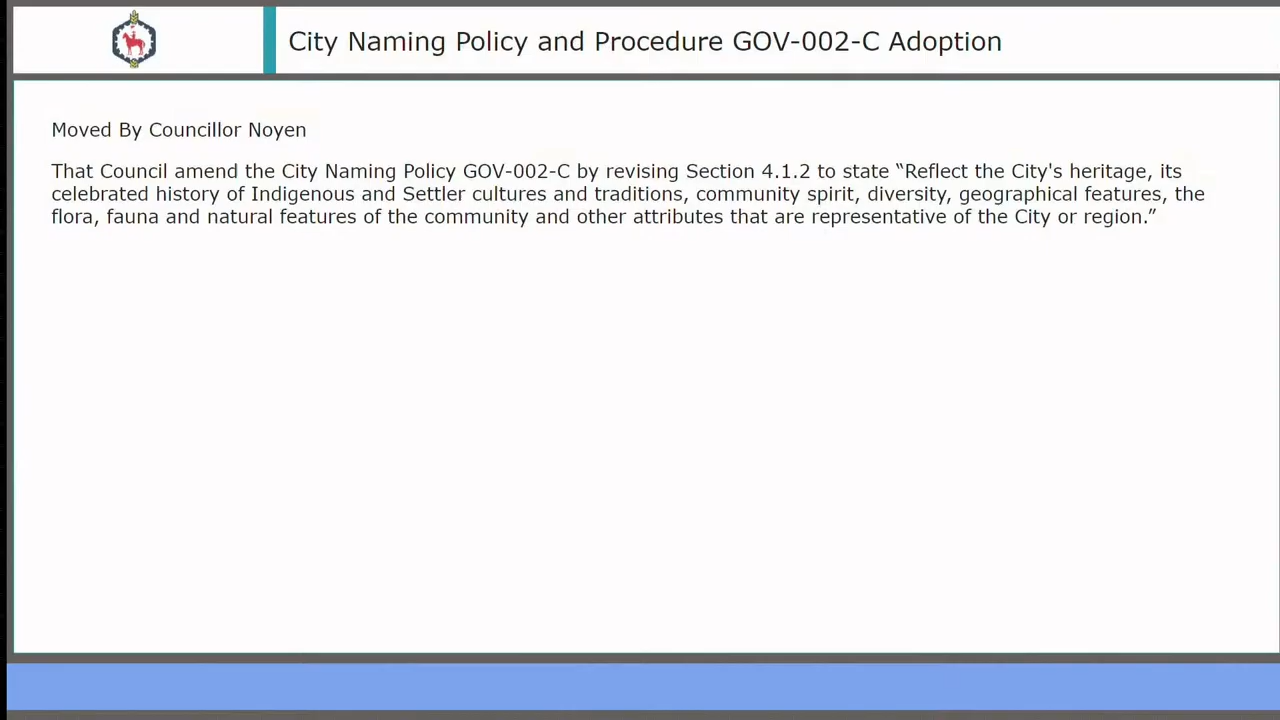 City Naming Policy and Procedure GOV-002-C Adoption
Moved By Councillor Noyen
That Council amend the City Naming Policy GOV-002-C by revising Section 4.1.2 to state “Reflect the City's heritage, its
celebrated history of Indigenous and Settler cultures and traditions, community spirit, diversity, geographical features, the
flora, fauna and natural features of the community and other attributes that are representative of the City or region.”